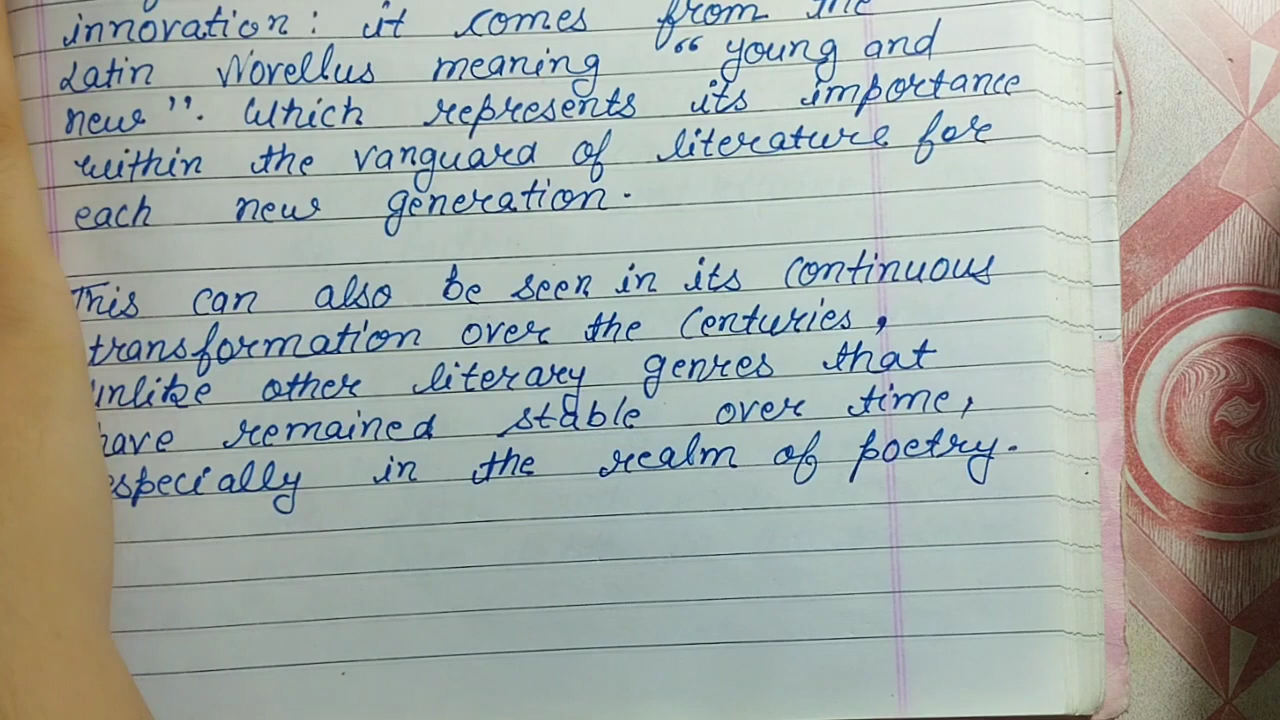 innovation: it comes from the
Latin Novellus meaning "young and
new". Which represents its importance
within the vanguard of literature for
each new generation.
This can also be seen in its continuous
transformation over the centuries,
unlike other literary genres that
have remained stable over time,
especially in the realm of poetry.